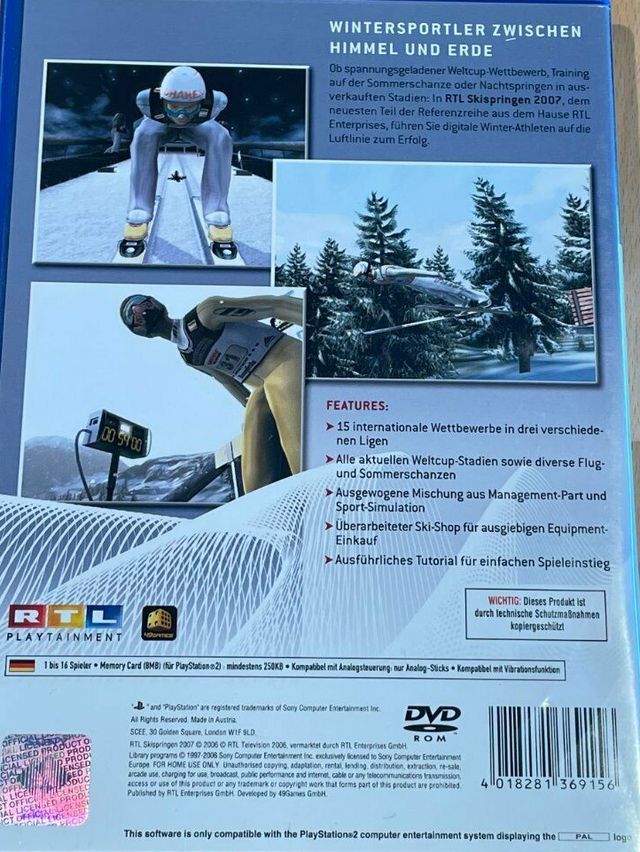 WINTERSPORTLER ZWISCHEN
HIMMEL UND ERDE
Ob spannungsgeladener Weltcup-Wettbewerb, Training
auf der Sommerschanze oder Nachtspringen in aus-
verkauften Stadien: In RTL Skispringen 2007, dem
neuesten Teil der Referenzreihe aus dem Hause RTL
Enterprises, führen Sie digitale Winter-Athleten auf die
Luftlinie zum Erfolg.
00 59 00
FEATURES:
15 internationale Wettbewerbe in drei verschiede-
nen Ligen
Alle aktuellen Weltcup-Stadien sowie diverse Flug-
und Sommerschanzen
Ausgewogene Mischung aus Management-Part und
Sport-Simulation
Überarbeiteter Ski-Shop für ausgiebigen Equipment-
Einkauf
Ausführliches Tutorial für einfachen Spieleinstieg
WICHTIG: Dieses Produkt ist
durch technische Schutzmaßnahmen
kopiergeschützt
RTL
PLAYTAINMENT
49GAMES
1 bis 16 Spieler • Memory Card (8MB) (für PlayStation®2): mindestens 250KB • Kompatibel mit Analogsteuerung: nur Analog-Sticks • Kompatibel mit Vibrationsfunktion
" " and "PlayStation" are registered trademarks of Sony Computer Entertainment Inc.
All Rights Reserved. Made in Austria.
SCEE, 30 Golden Square, London W1F 9LD.
RTL Skispringen 2007 © 2006 © RTL Television 2006, vermarktet durch RTL Enterprises GmbH.
Library programs © 1997-2006 Sony Computer Entertainment Inc. exclusively licensed to Sony Computer Entertainment
Europe. FOR HOME USE ONLY. Unauthorised copying, adaptation, rental, lending, distribution, extraction, re-sale,
arcade use, charging for use, broadcast, public performance and internet, cable or any telecommunications transmission,
access or use of this product or any trademark or copyright work that forms part of this product are prohibited.
Published by RTL Enterprises GmbH. Developed by 49Games GmbH.
DVD
ROM
4 018281 369156
This software is only compatible with the PlayStation®2 computer entertainment system displaying the PAL logo